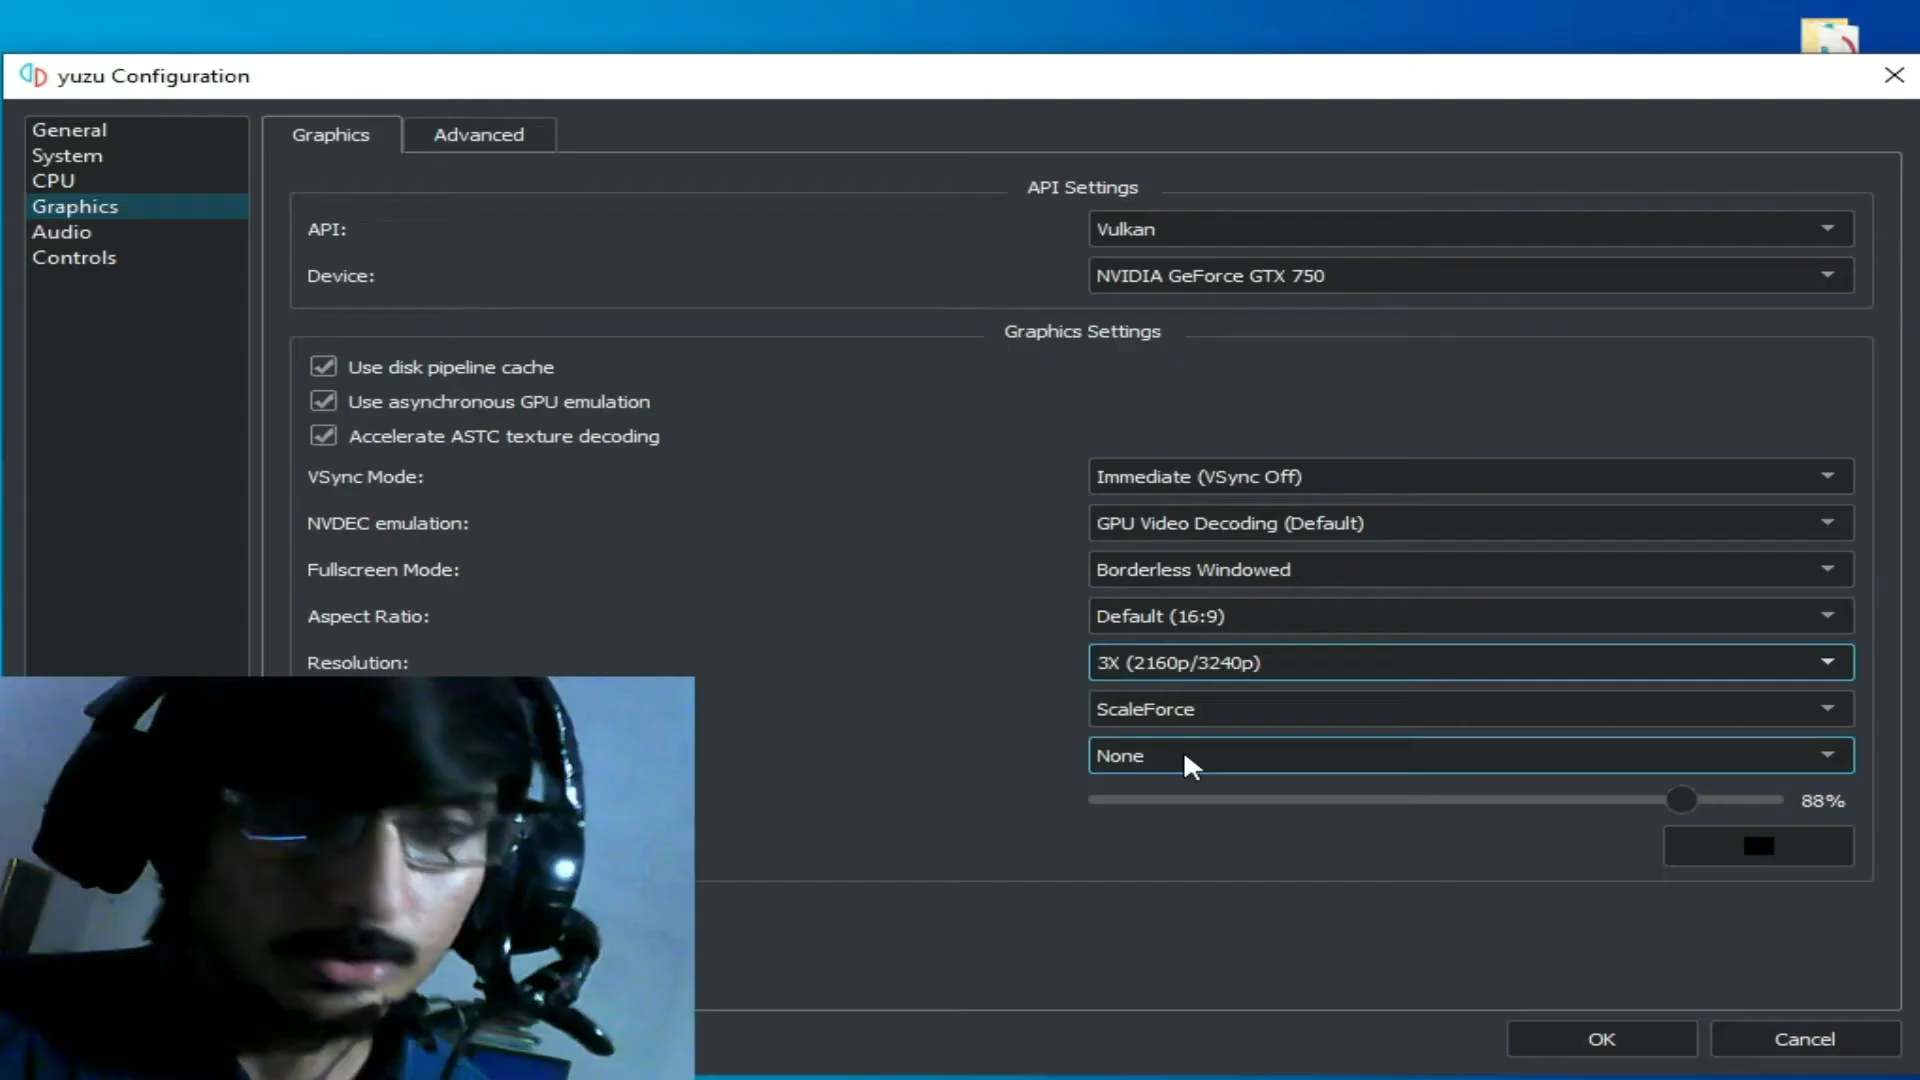 yuzu Configuration
General
System
CPU
Graphics
Audio
Controls
Graphics
Advanced
API Settings
API:
Vulkan
Device:
NVIDIA GeForce GTX 750
Graphics Settings
Use disk pipeline cache
Use asynchronous GPU emulation
Accelerate ASTC texture decoding
VSync Mode:
Immediate (VSync Off)
NVDEC emulation:
GPU Video Decoding (Default)
Fullscreen Mode:
Borderless Windowed
Aspect Ratio:
Default (16:9)
Resolution:
3X (2160p/3240p)
ScaleForce
None
88%
OK
Cancel